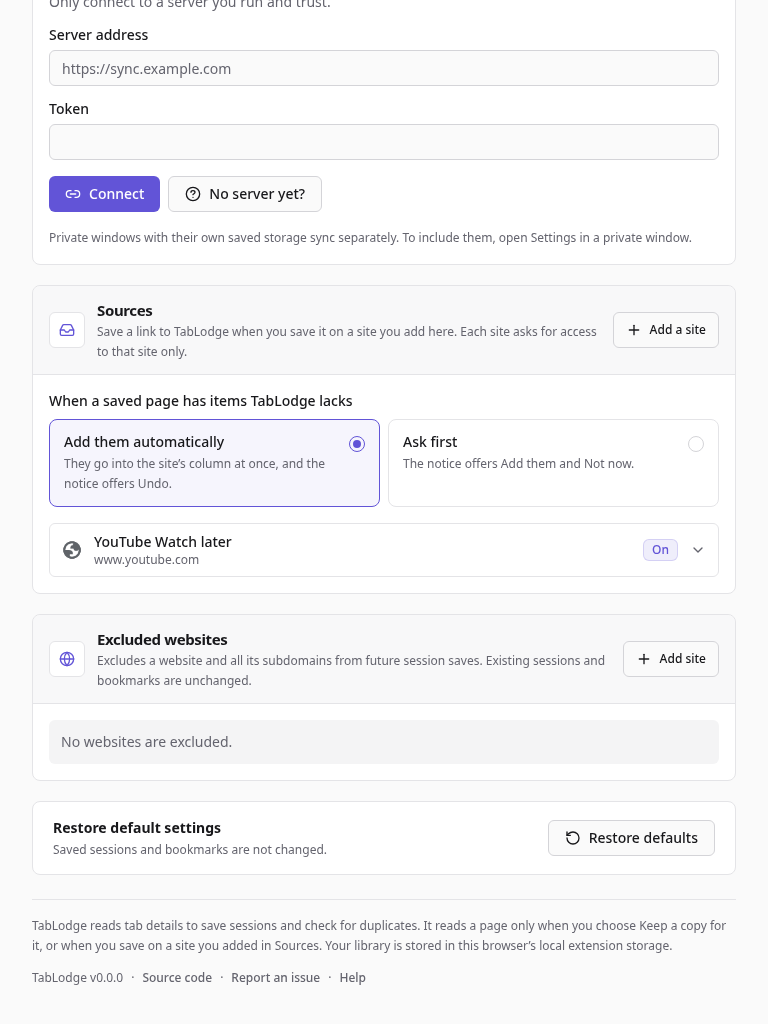 Only connect to a server you run and trust.
Server address
https://sync.example.com
Token
Connect
No server yet?
Private windows with their own saved storage sync separately. To include them, open Settings in a private window.
Sources
Save a link to TabLodge when you save it on a site you add here. Each site asks for access
to that site only.
Add a site
When a saved page has items TabLodge lacks
Add them automatically
They go into the site’s column at once, and the
notice offers Undo.
Ask first
The notice offers Add them and Not now.
YouTube Watch later
www.youtube.com
On
Excluded websites
Excludes a website and all its subdomains from future session saves. Existing sessions and
bookmarks are unchanged.
Add site
No websites are excluded.
Restore default settings
Saved sessions and bookmarks are not changed.
Restore defaults
TabLodge reads tab details to save sessions and check for duplicates. It reads a page only when you choose Keep a copy for
it, or when you save on a site you added in Sources. Your library is stored in this browser’s local extension storage.
TabLodge v0.0.0 · Source code · Report an issue · Help